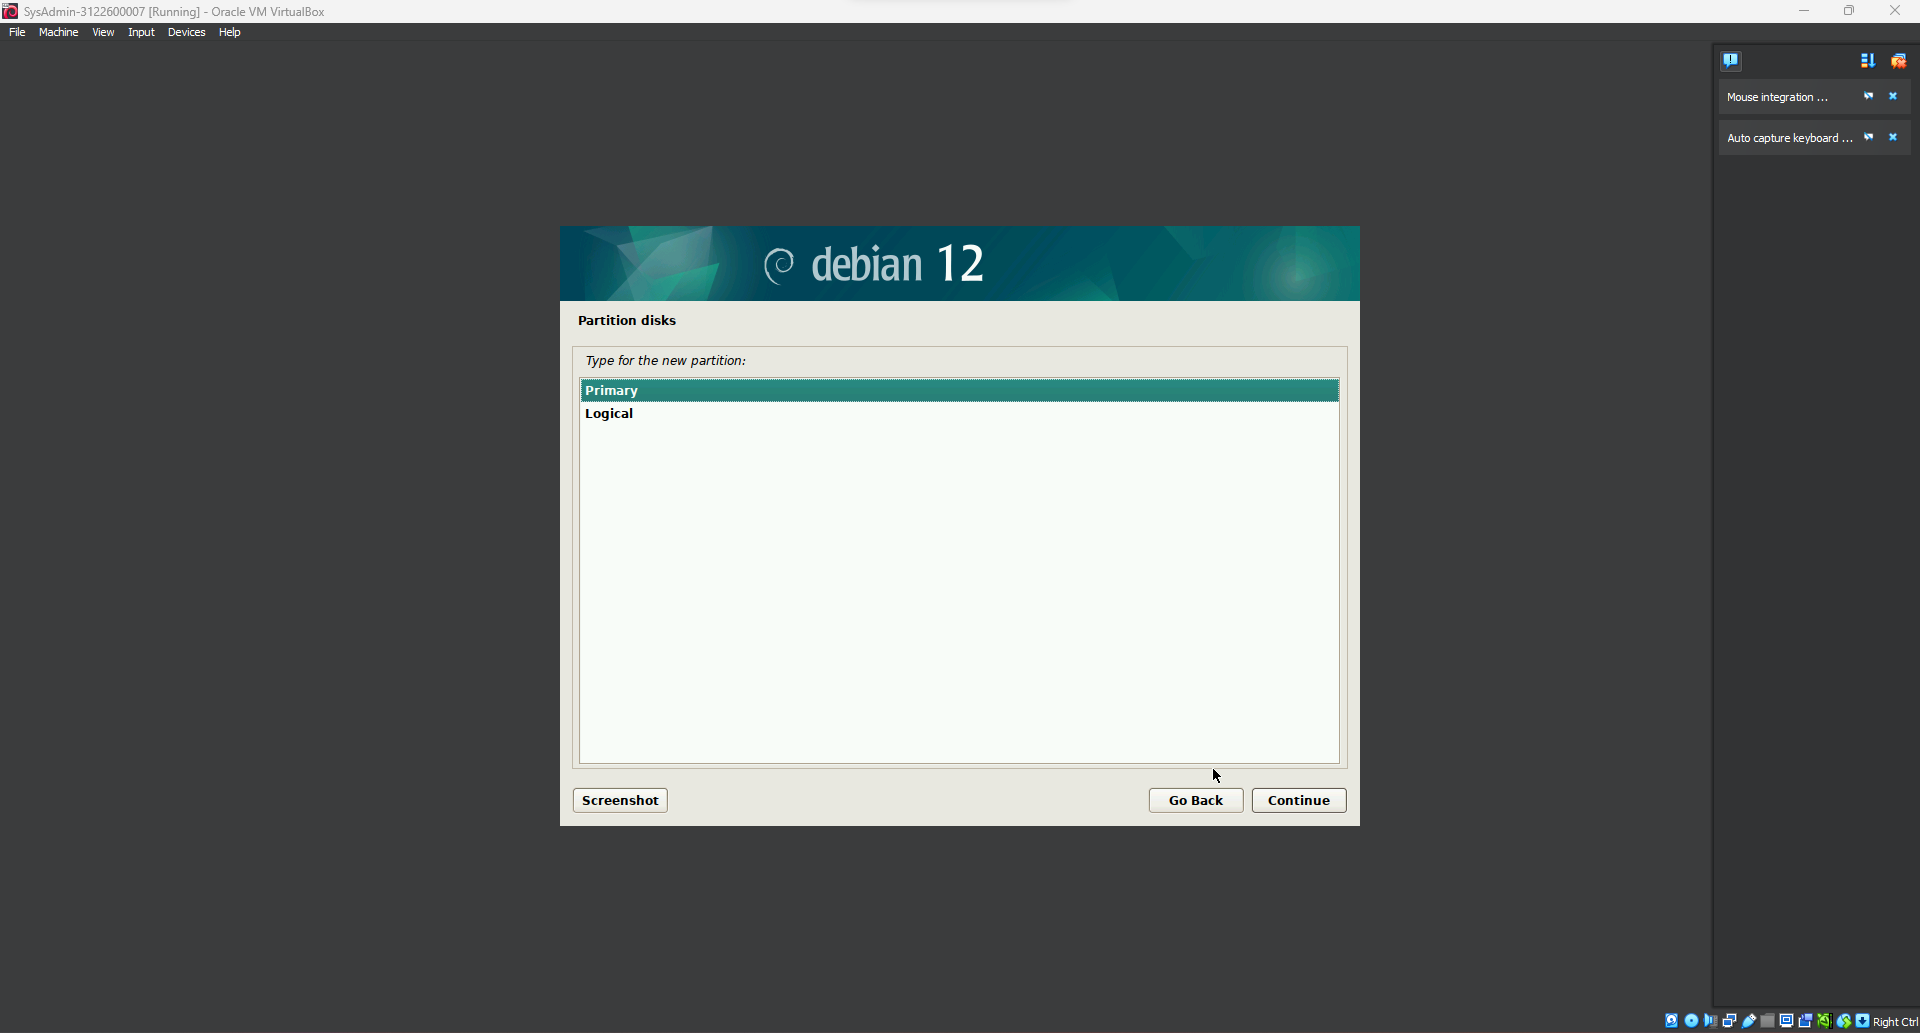 SysAdmin-3122600007 [Running] - Oracle VM VirtualBox
File Machine View Input Devices Help
Mouse integration ...
Auto capture keyboard ...
debian 12
Partition disks
Type for the new partition:
Primary
Logical
Screenshot
Go Back
Continue
Right Ctrl